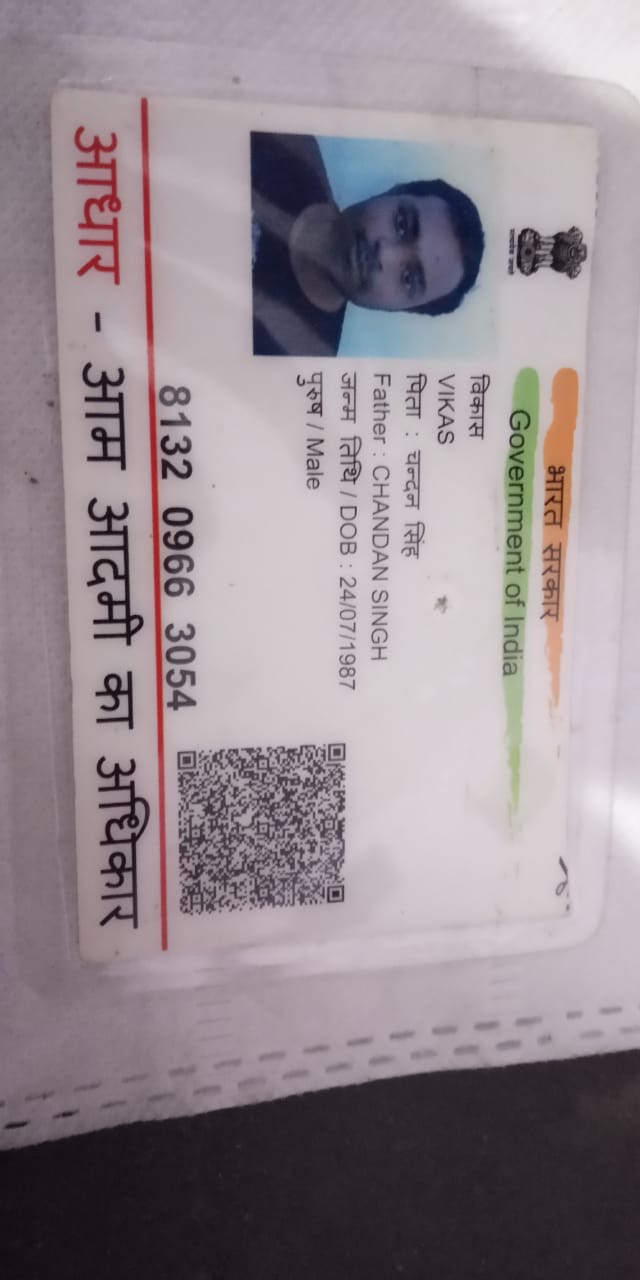 भारत सरकार
Government of India
विकास
VIKAS
पिता : चन्दन सिंह
Father : CHANDAN SINGH
जन्म तिथि / DOB : 24/07/1987
पुरुष / Male
8132 0966 3054
आधार - आम आदमी का अधिकार